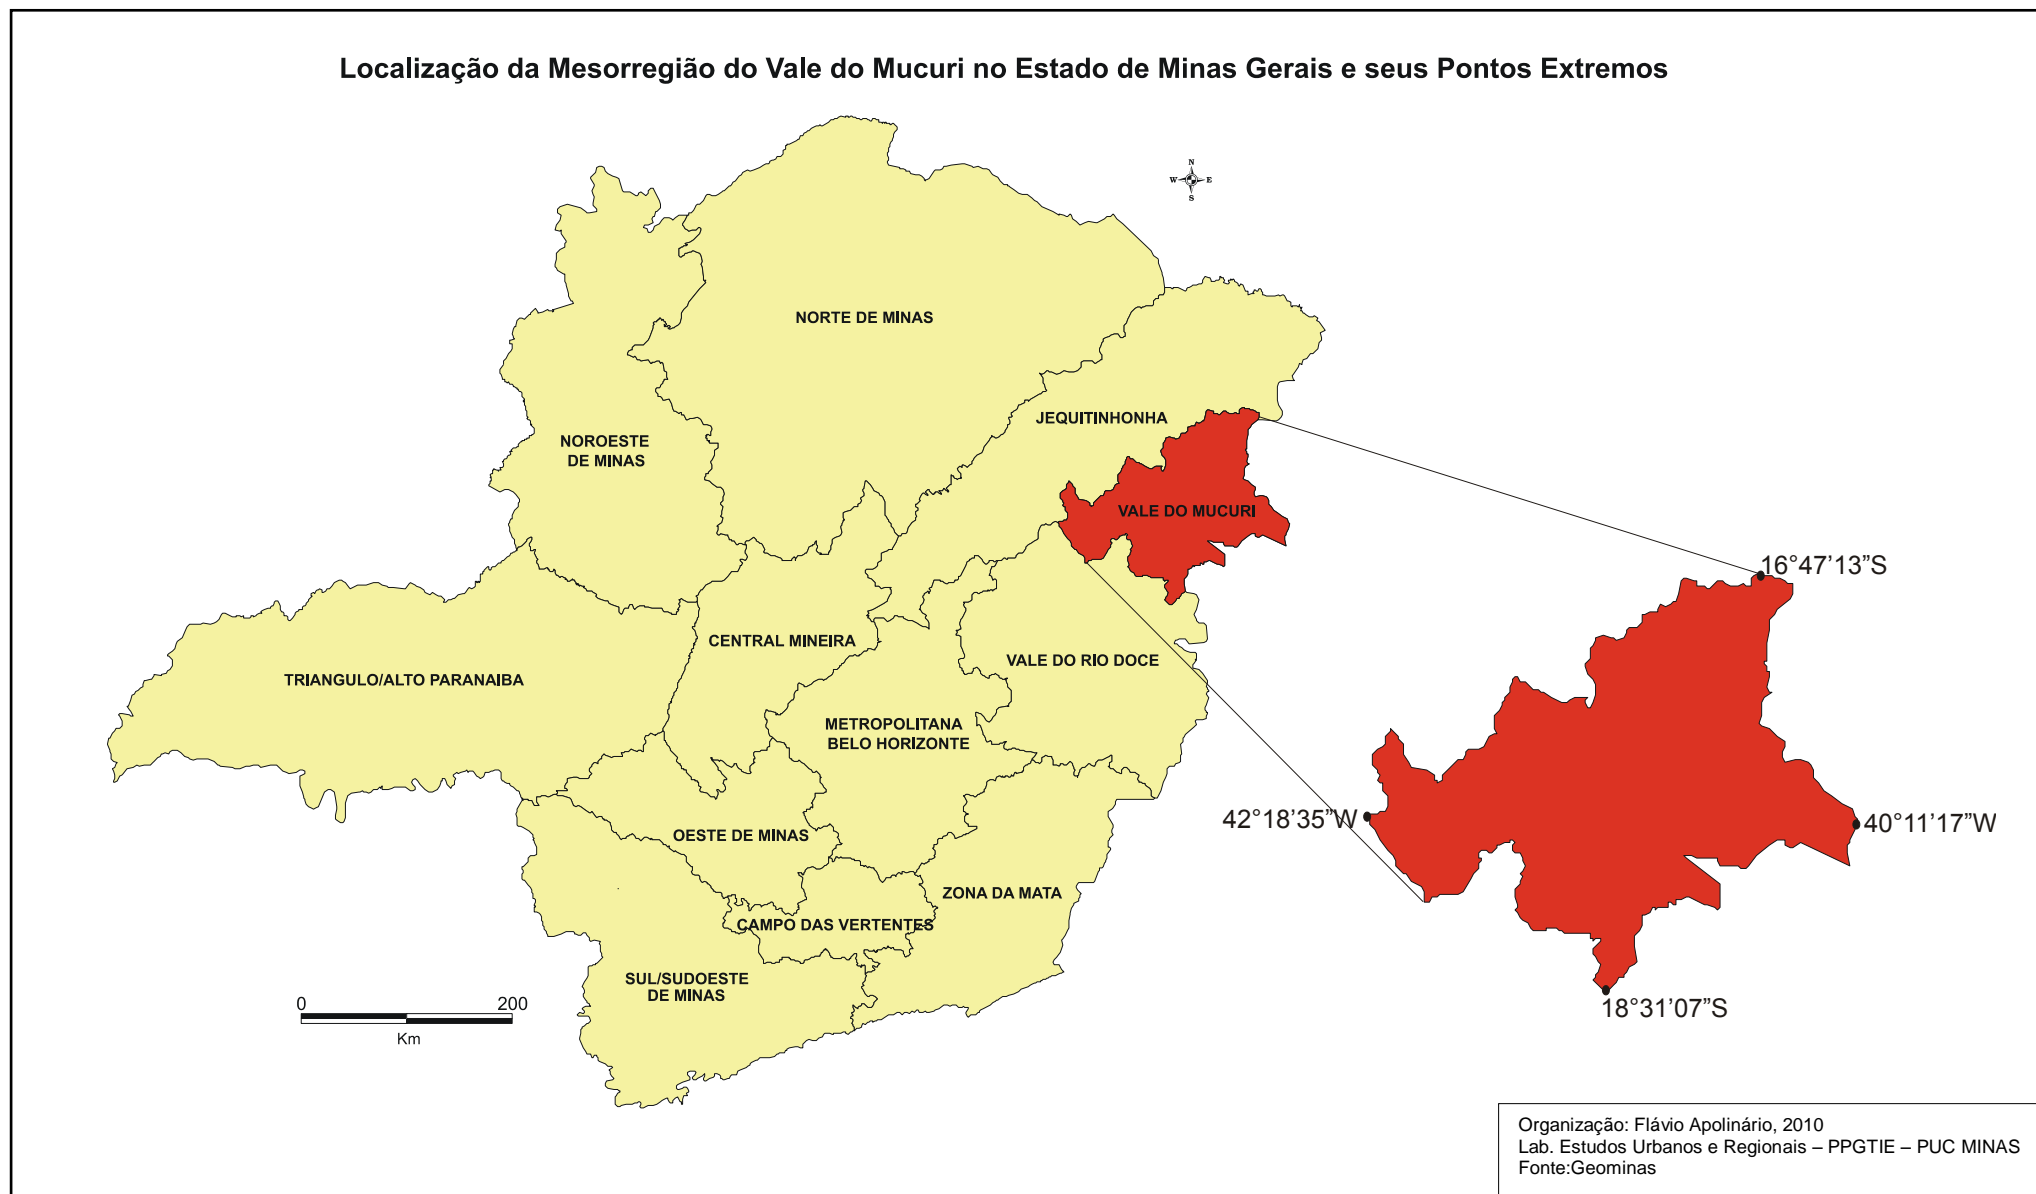 Localização da Mesorregião do Vale do Mucuri no Estado de Minas Gerais e seus Pontos Extremos
N
W E
S
NORTE DE MINAS
JEQUITINHONHA
NOROESTE
DE MINAS
VALE DO MUCURI
16°47'13”S
CENTRAL MINEIRA
VALE DO RIO DOCE
TRIANGULO/ALTO PARANAIBA
METROPOLITANA
BELO HORIZONTE
42°18'35”W
40°11'17”W
OESTE DE MINAS
ZONA DA MATA
CAMPO DAS VERTENTES
SUL/SUDOESTE
DE MINAS
0 200
Km
18°31'07”S
Organização: Flávio Apolinário, 2010
Lab. Estudos Urbanos e Regionais – PPGTIE – PUC MINAS
Fonte:Geominas